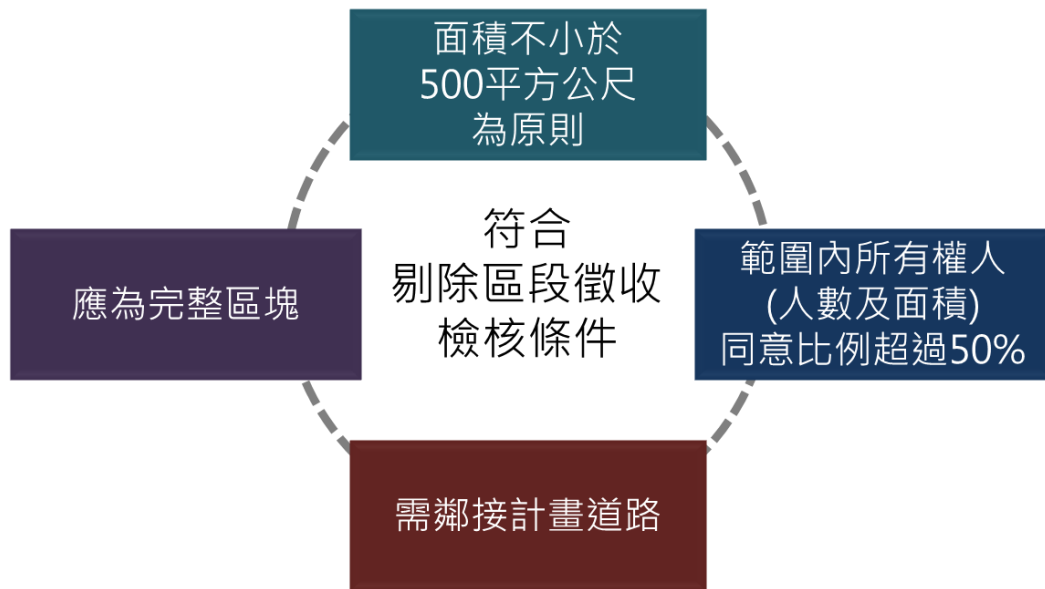 面積不小於
500平方公尺
為原則
符合
剔除區段徵收
檢核條件
應為完整區塊
範圍內所有權人
(人數及面積)
同意比例超過50%
需鄰接計畫道路